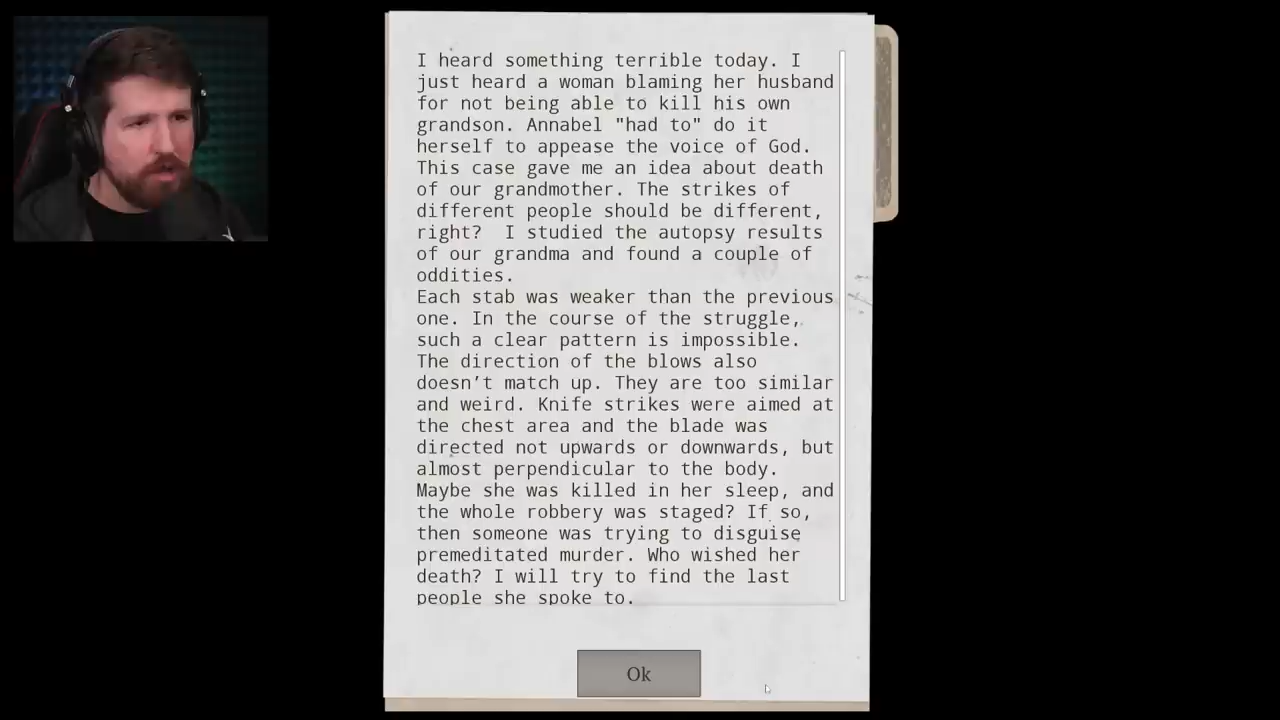 I heard something terrible today. I
just heard a woman blaming her husband
for not being able to kill his own
grandson. Annabel "had to" do it
herself to appease the voice of God.
This case gave me an idea about death
of our grandmother. The strikes of
different people should be different,
right?  I studied the autopsy results
of our grandma and found a couple of
oddities.
Each stab was weaker than the previous
one. In the course of the struggle,
such a clear pattern is impossible.
The direction of the blows also
doesn't match up. They are too similar
and weird. Knife strikes were aimed at
the chest area and the blade was
directed not upwards or downwards, but
almost perpendicular to the body.
Maybe she was killed in her sleep, and
the whole robbery was staged? If so,
then someone was trying to disguise
premeditated murder. Who wished her
death? I will try to find the last
people she spoke to.
Ok